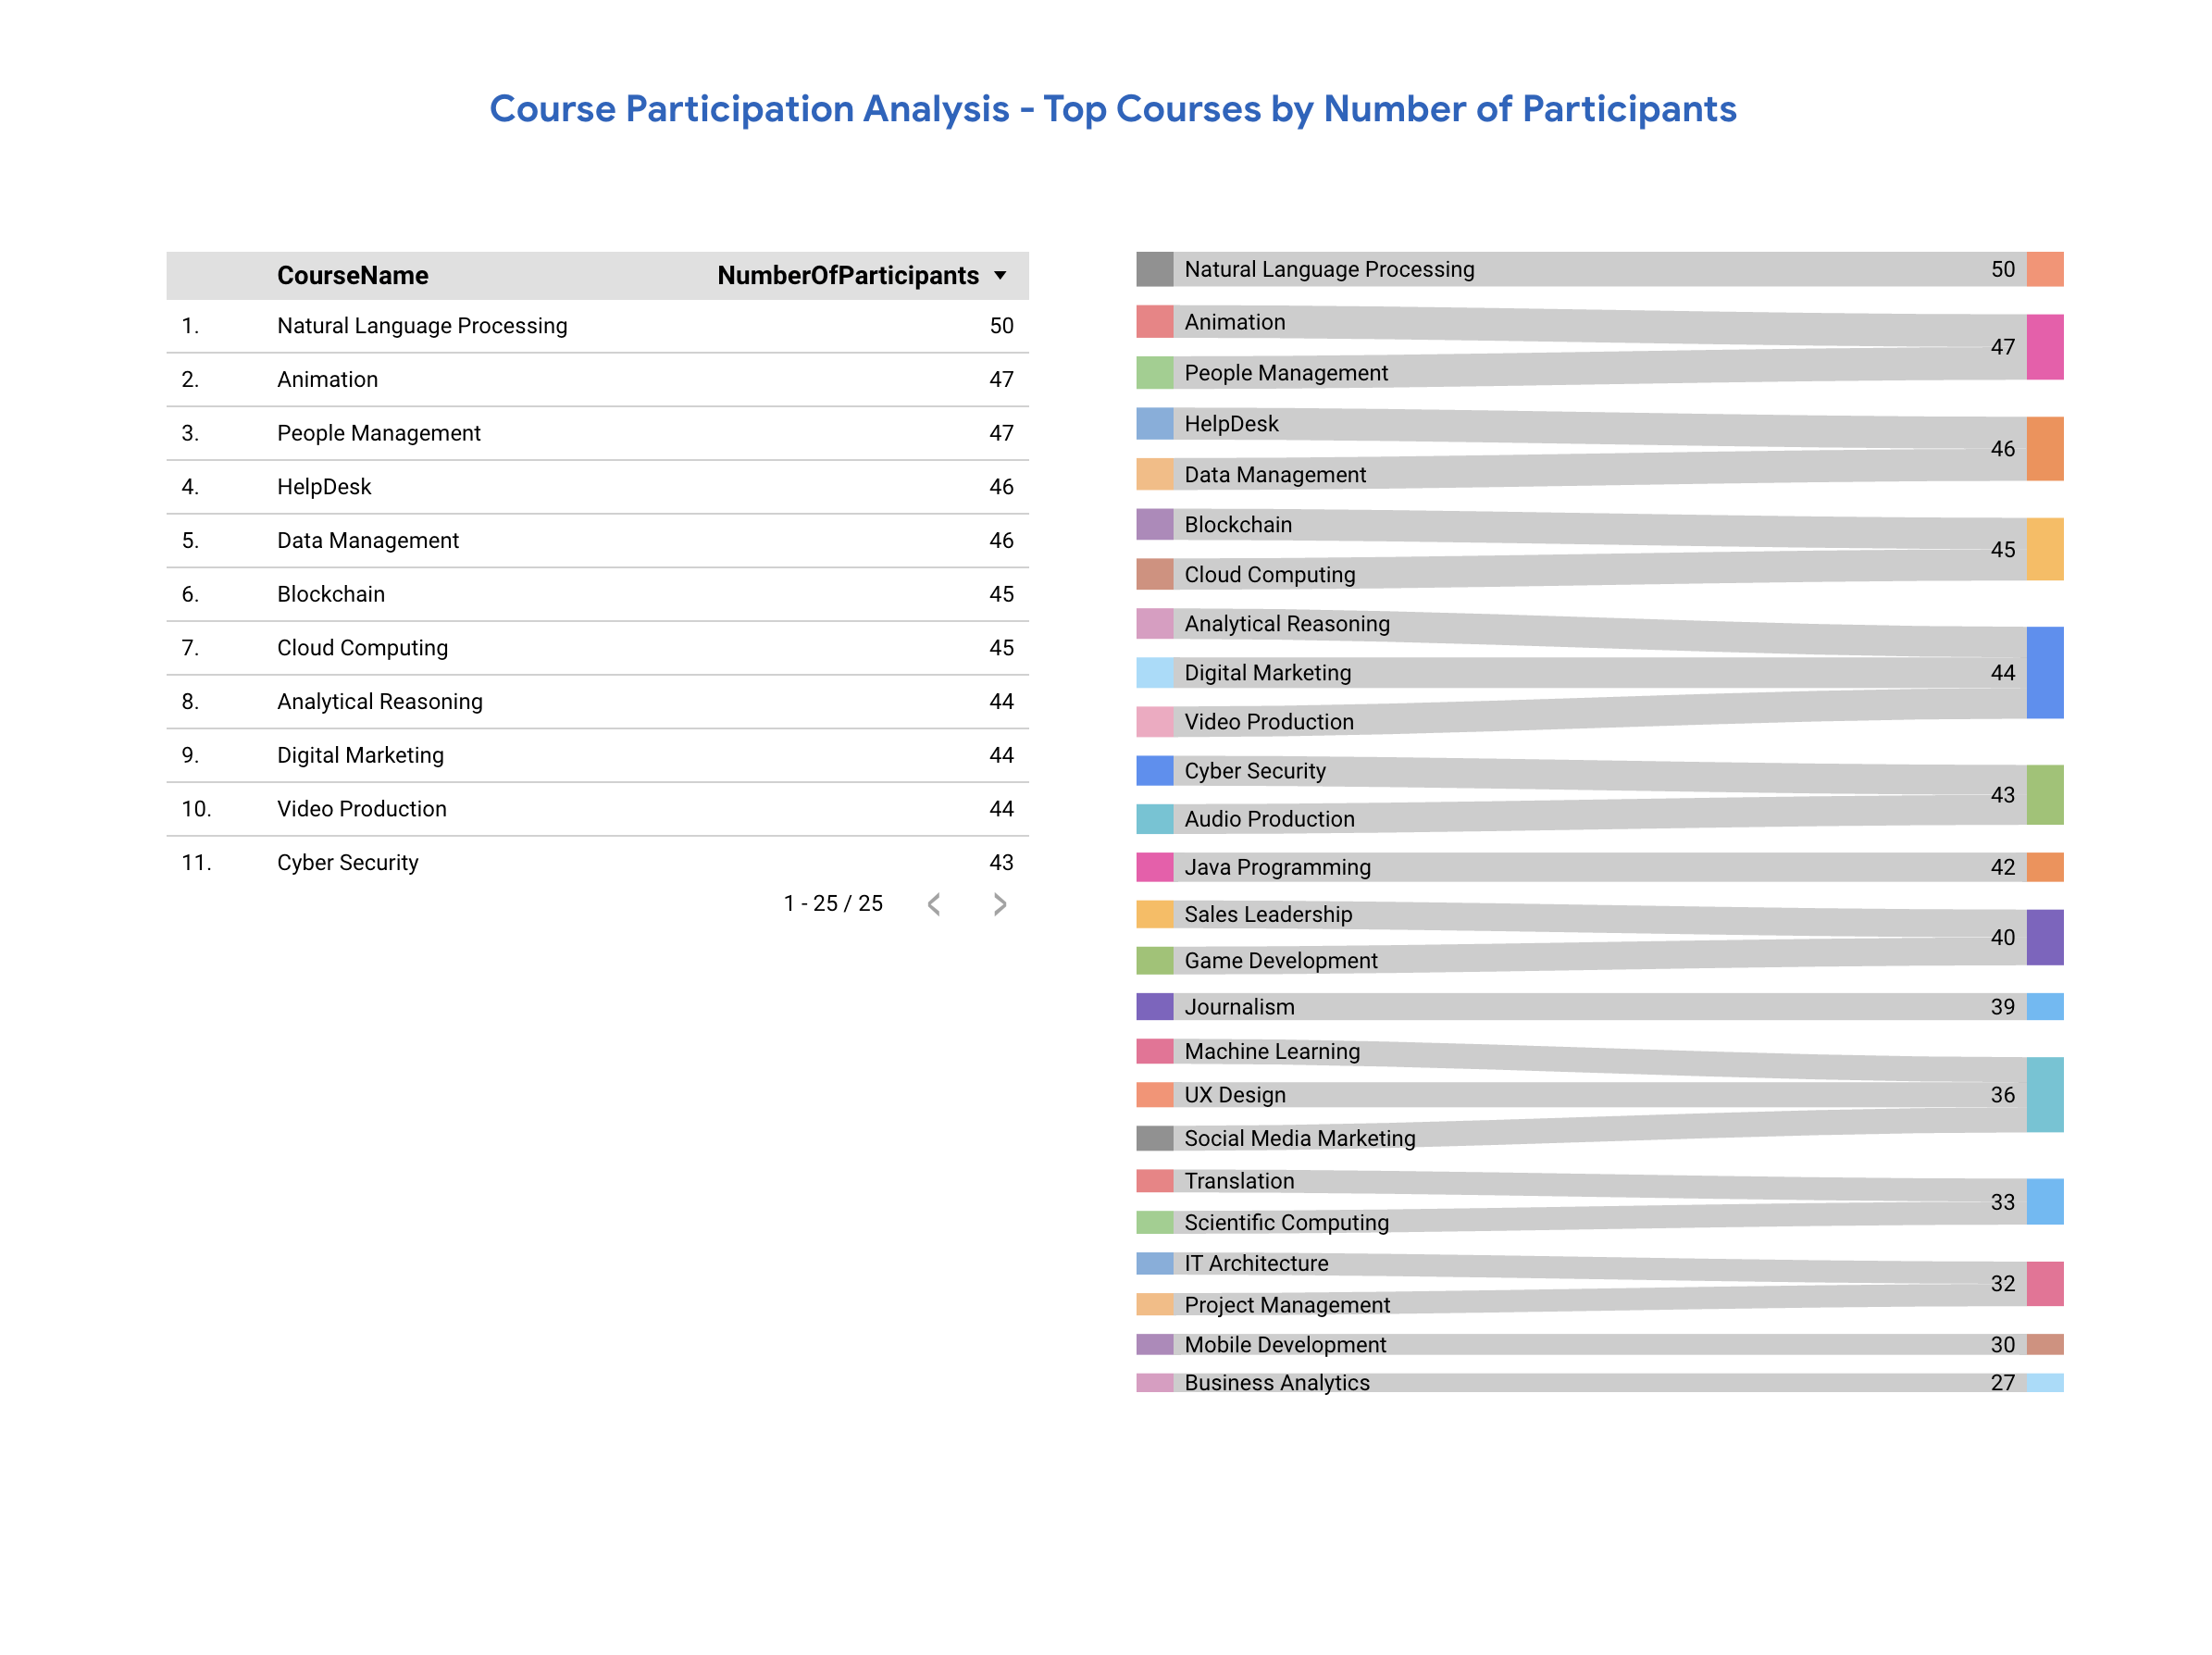 Course Participation Analysis - Top Courses by Number of Participants
CourseName NumberOfParticipants
1. Natural Language Processing 50
2. Animation 47
3. People Management 47
4. HelpDesk 46
5. Data Management 46
6. Blockchain 45
7. Cloud Computing 45
8. Analytical Reasoning 44
9. Digital Marketing 44
10. Video Production 44
11. Cyber Security 43
1 - 25 / 25
Natural Language Processing 50
Animation
47
People Management
HelpDesk
46
Data Management
Blockchain
45
Cloud Computing
Analytical Reasoning
Digital Marketing 44
Video Production
Cyber Security
43
Audio Production
Java Programming 42
Sales Leadership
40
Game Development
Journalism 39
Machine Learning
UX Design 36
Social Media Marketing
Translation
33
Scientific Computing
IT Architecture
32
Project Management
Mobile Development 30
Business Analytics 27